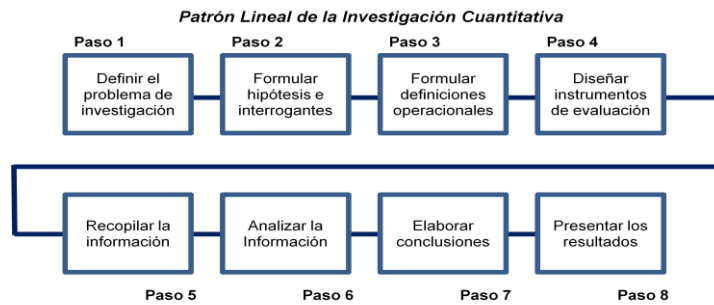 Patrón Lineal de la Investigación Cuantitativa
Paso 1
Paso 2
Paso 3
Paso 4
Definir el
problema de
investigación
Formular
hipótesis e
interrogantes
Formular
definiciones
operacionales
Diseñar
instrumentos
de evaluación
Recopilar la
información
Analizar la
Información
Elaborar
conclusiones
Presentar los
resultados
Paso 5
Paso 6
Paso 7
Paso 8